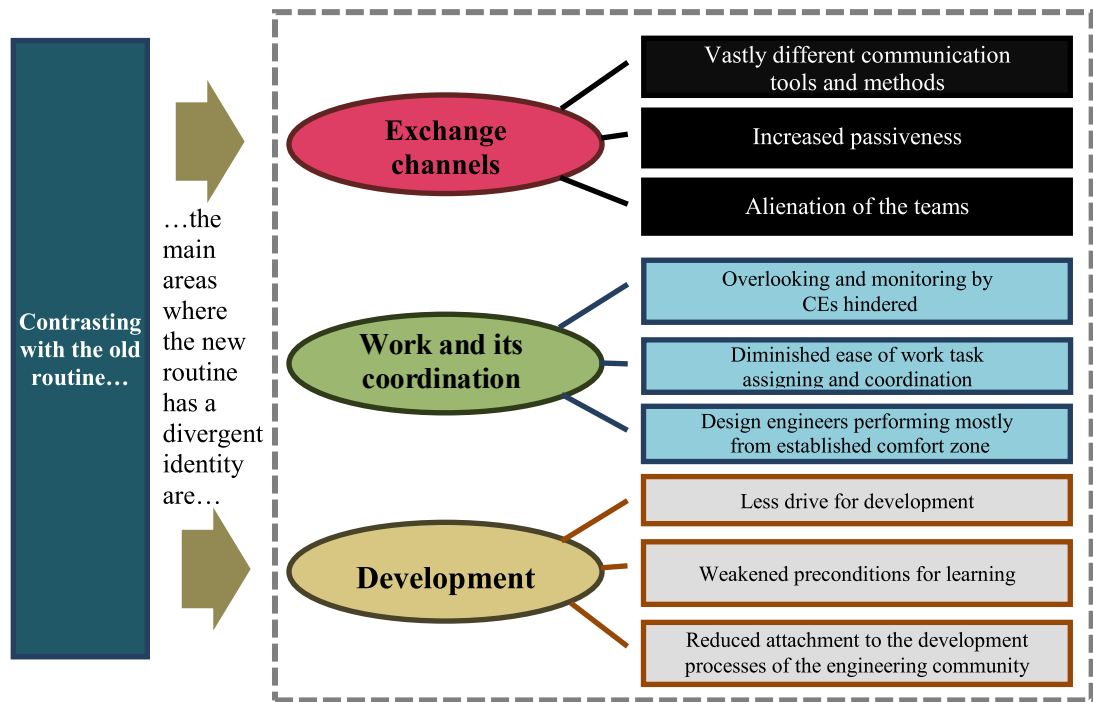 Contrasting
with the old
routine…
…the
main
areas
where
the new
routine
has a
divergent
identity
are…
Exchange
channels
Vastly different communication
tools and methods
Increased passiveness
Alienation of the teams
Work and its
coordination
Overlooking and monitoring by
CEs hindered
Diminished ease of work task
assigning and coordination
Design engineers performing mostly
from established comfort zone
Development
Less drive for development
Weakened preconditions for learning
Reduced attachment to the development
processes of the engineering community